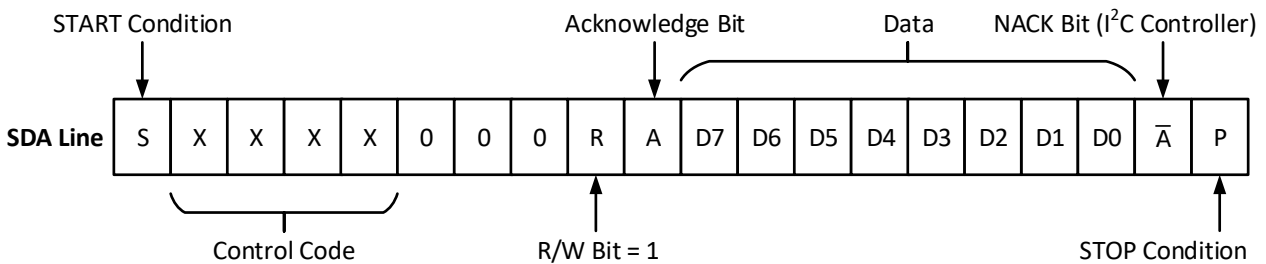 START Condition Acknowledge Bit Data NACK Bit (I²C Controller)
SDA Line S X X X X 0 0 0 R A D7 D6 D5 D4 D3 D2 D1 D0 A̅ P
Control Code R/W Bit = 1 STOP Condition